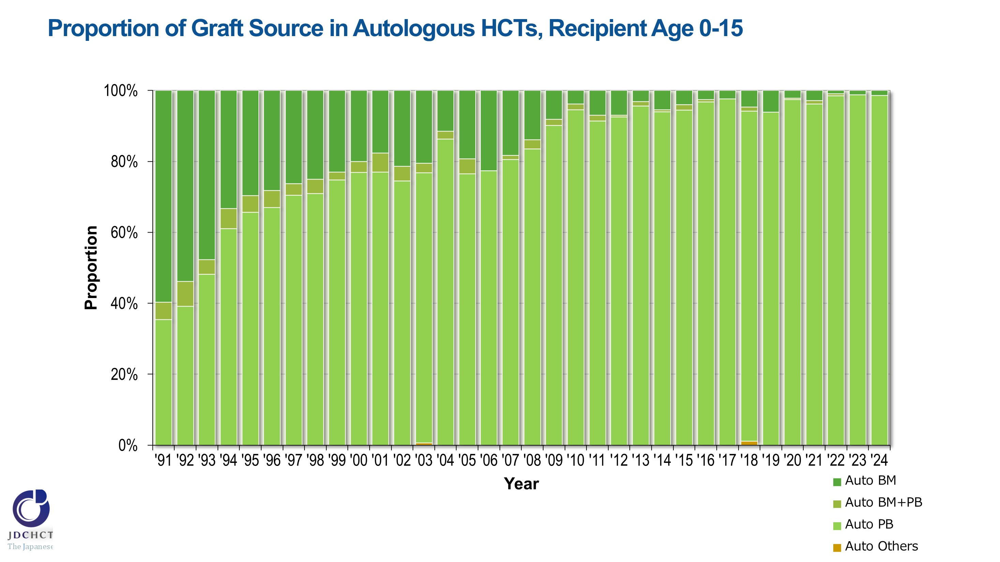 Proportion of Graft Source in Autologous HCTs, Recipient Age 0-15
100%
80%
60%
40%
20%
0%
Proportion
'91 '92 '93 '94 '95 '96 '97 '98 '99 '00 '01 '02 '03 '04 '05 '06 '07 '08 '09 '10 '11 '12 '13 '14 '15 '16 '17 '18 '19 '20 '21 '22 '23 '24
Year
Auto BM
Auto BM+PB
Auto PB
Auto Others
JDCHCT
The Japanese